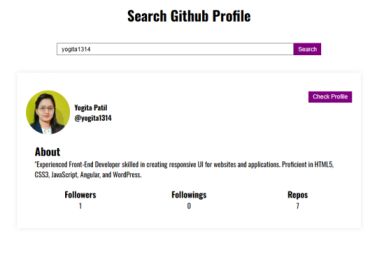 Search Github Profile
yogita1314 Search
Check Profile
Yogita Patil
@yogita1314
About
"Experienced Front-End Developer skilled in creating responsive UI for websites and applications. Proficient in HTML5,
CSS3, JavaScript, Angular, and WordPress.
Followers Followings Repos
1 0 7